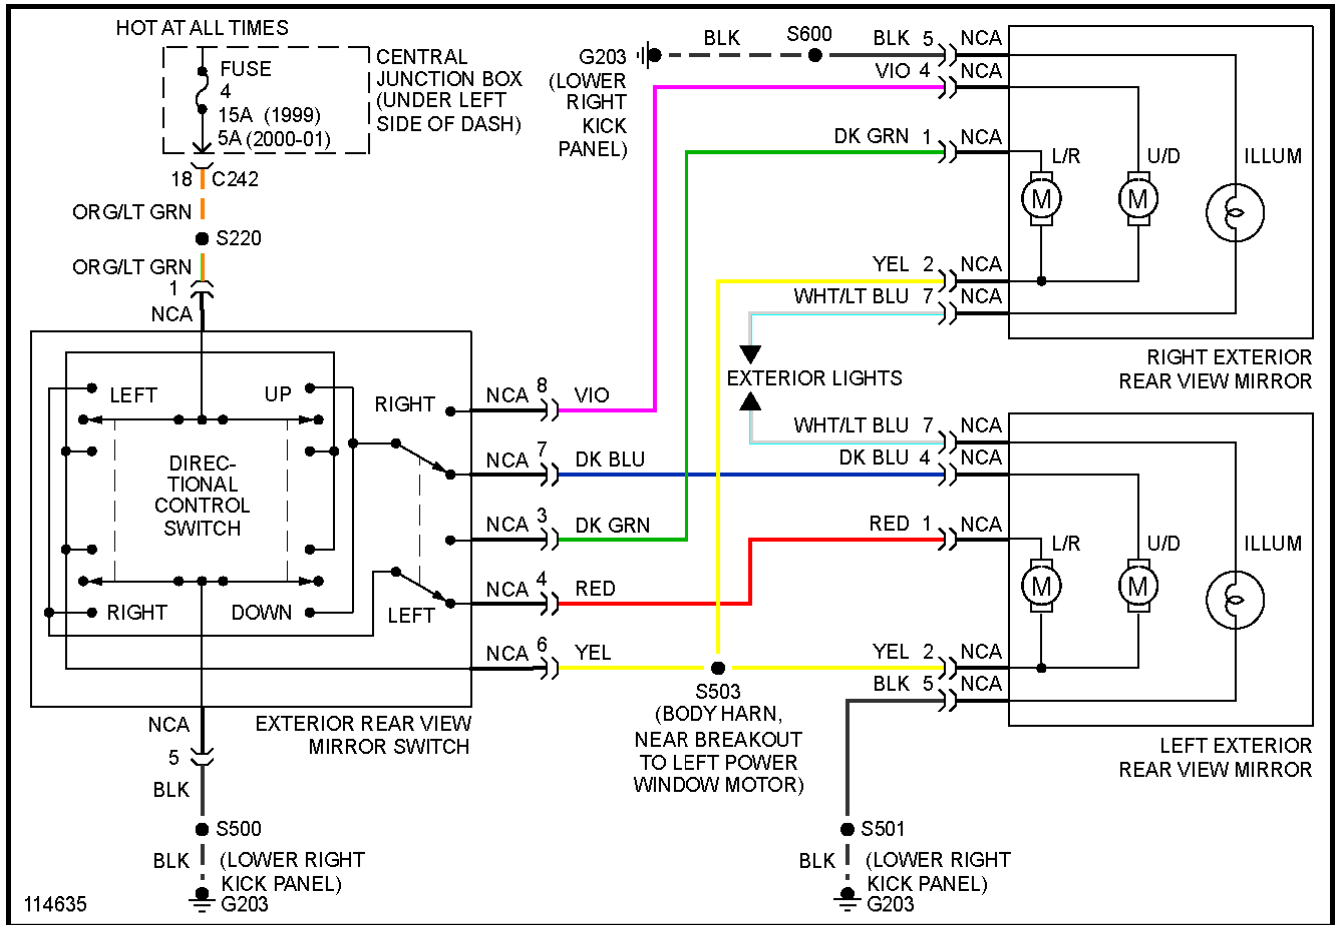 HOT AT ALL TIMES
FUSE
4
15A (1999)
5A (2000-01)
CENTRAL
JUNCTION BOX
(UNDER LEFT
SIDE OF DASH)
18 C242
ORG/LT GRN
S220
ORG/LT GRN
1
NCA
LEFT
UP
RIGHT
DIREC-
TIONAL
CONTROL
SWITCH
RIGHT
DOWN
LEFT
NCA 8 VIO
NCA 7 DK BLU
NCA 3 DK GRN
NCA 4 RED
NCA 6 YEL
EXTERIOR REAR VIEW
MIRROR SWITCH
NCA
5
BLK
S500
BLK
(LOWER RIGHT
KICK PANEL)
G203
114635
G203
(LOWER
RIGHT
KICK
PANEL)
BLK
S600
BLK 5 NCA
VIO 4 NCA
DK GRN 1 NCA
YEL 2 NCA
WHT/LT BLU 7 NCA
L/R
U/D
ILLUM
M
M
RIGHT EXTERIOR
REAR VIEW MIRROR
EXTERIOR LIGHTS
WHT/LT BLU 7 NCA
DK BLU 4 NCA
RED 1 NCA
YEL 2 NCA
BLK 5 NCA
L/R
U/D
ILLUM
M
M
LEFT EXTERIOR
REAR VIEW MIRROR
S503
(BODY HARN,
NEAR BREAKOUT
TO LEFT POWER
WINDOW MOTOR)
S501
BLK
(LOWER RIGHT
KICK PANEL)
G203